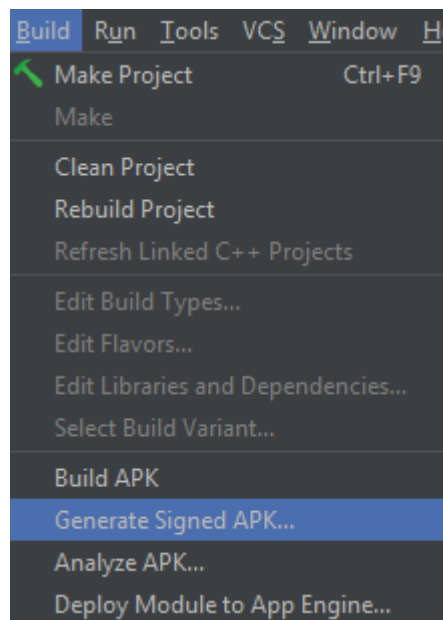 Build Run Tools VCS Window
Make Project Ctrl+F9
Make
Clean Project
Rebuild Project
Refresh Linked C++ Projects
Edit Build Types...
Edit Flavors...
Edit Libraries and Dependencies...
Select Build Variant...
Build APK
Generate Signed APK...
Analyze APK...
Deploy Module to App Engine...